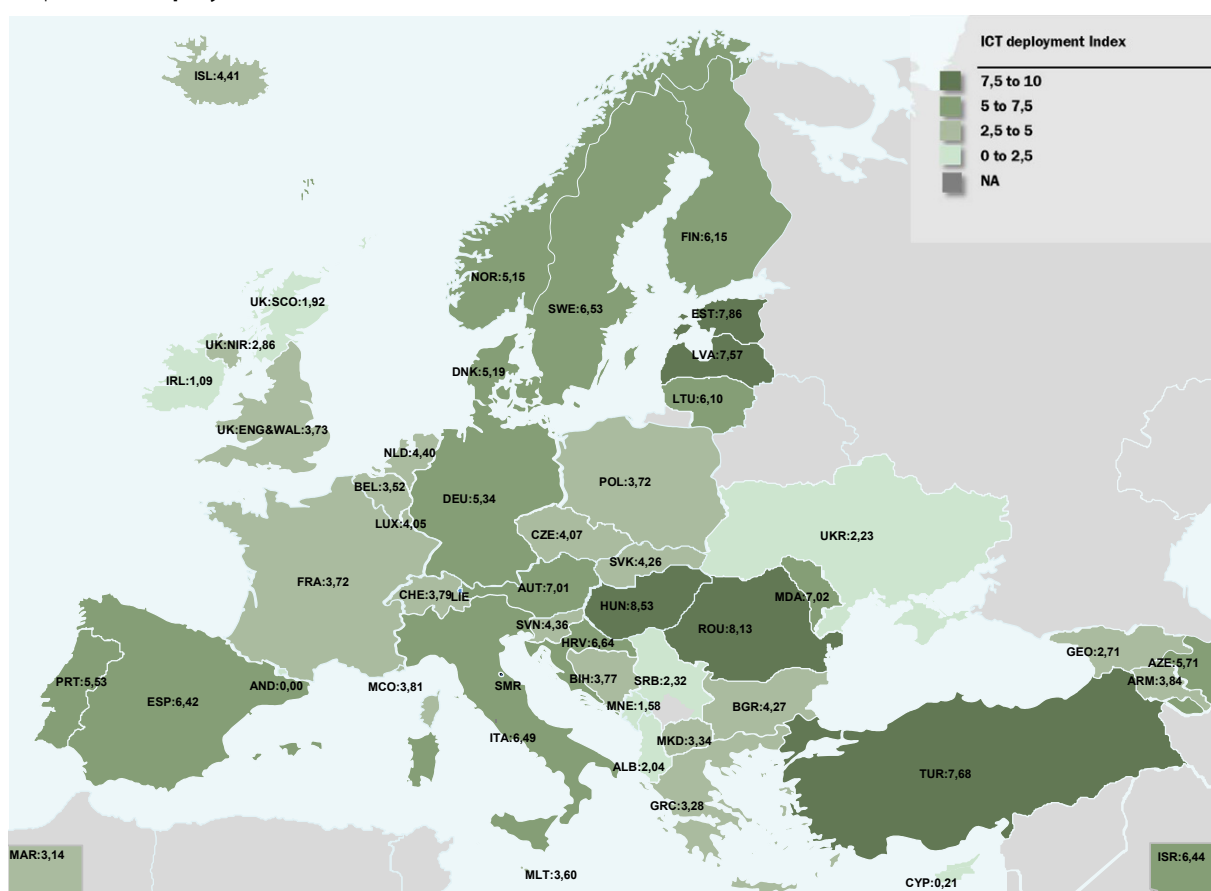 ICT deployment Index
7,5 to 10
5 to 7,5
2,5 to 5
0 to 2,5
NA
ISL:4,41
FIN:6,15
NOR:5,15
SWE:6,53
UK:SCO:1,92
EST:7,86
UK:NIR:2,86
LVA:7,57
DNK:5,19
IRL:1,09
LTU:6,10
UK:ENG&WAL:3,73
NLD:4,40
POL:3,72
BEL:3,52
DEU:5,34
LUX:4,05
CZE:4,07
UKR:2,23
SVK:4,26
FRA:3,72
AUT:7,01
CHE:3,79
LIE
MDA:7,02
HUN:8,53
SVN:4,36
ROU:8,13
HRV:6,64
GEO:2,71
AZE:5,71
PRT:5,53
AND:0,00
MCO:3,81
SMR
BIH:3,77
SRB:2,32
ARM:3,84
ESP:6,42
MNE:1,58
BGR:4,27
ITA:6,49
MKD:3,34
ALB:2,04
TUR:7,68
GRC:3,28
MAR:3,14
ISR:6,44
MLT:3,60
CYP:0,21